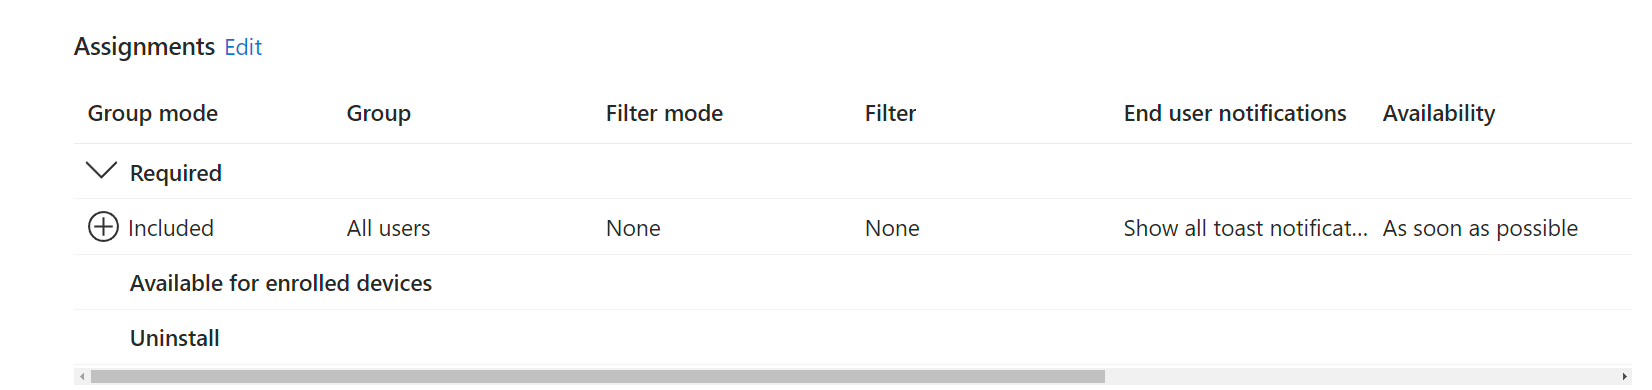 Assignments Edit
Group mode Group Filter mode Filter End user notifications Availability
Required
Included All users None None Show all toast notificat... As soon as possible
Available for enrolled devices
Uninstall